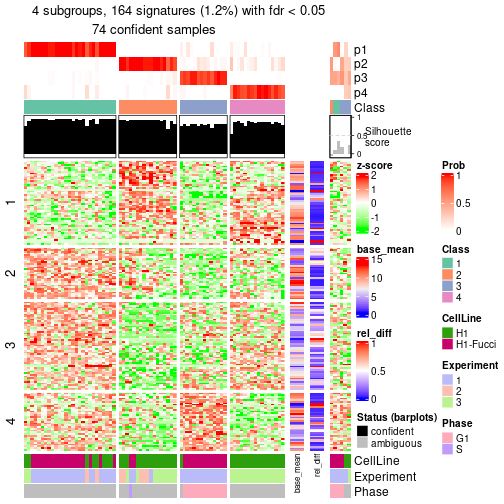 4 subgroups, 164 signatures (1.2%) with fdr < 0.05
74 confident samples
p1
p2
p3
p4
Class
1
0.5
0
Silhouette
score
1
2
3
4
z-score
2
1
0
-1
-2
Prob
1
0.5
0
base_mean
15
10
5
0
Class
1
2
3
4
rel_diff
1
0.5
0
CellLine
H1
H1-Fucci
Experiment
1
2
Status (barplots)
confident
ambiguous
Phase
G1
S
CellLine
Experiment
Phase
base_mean
rel_diff